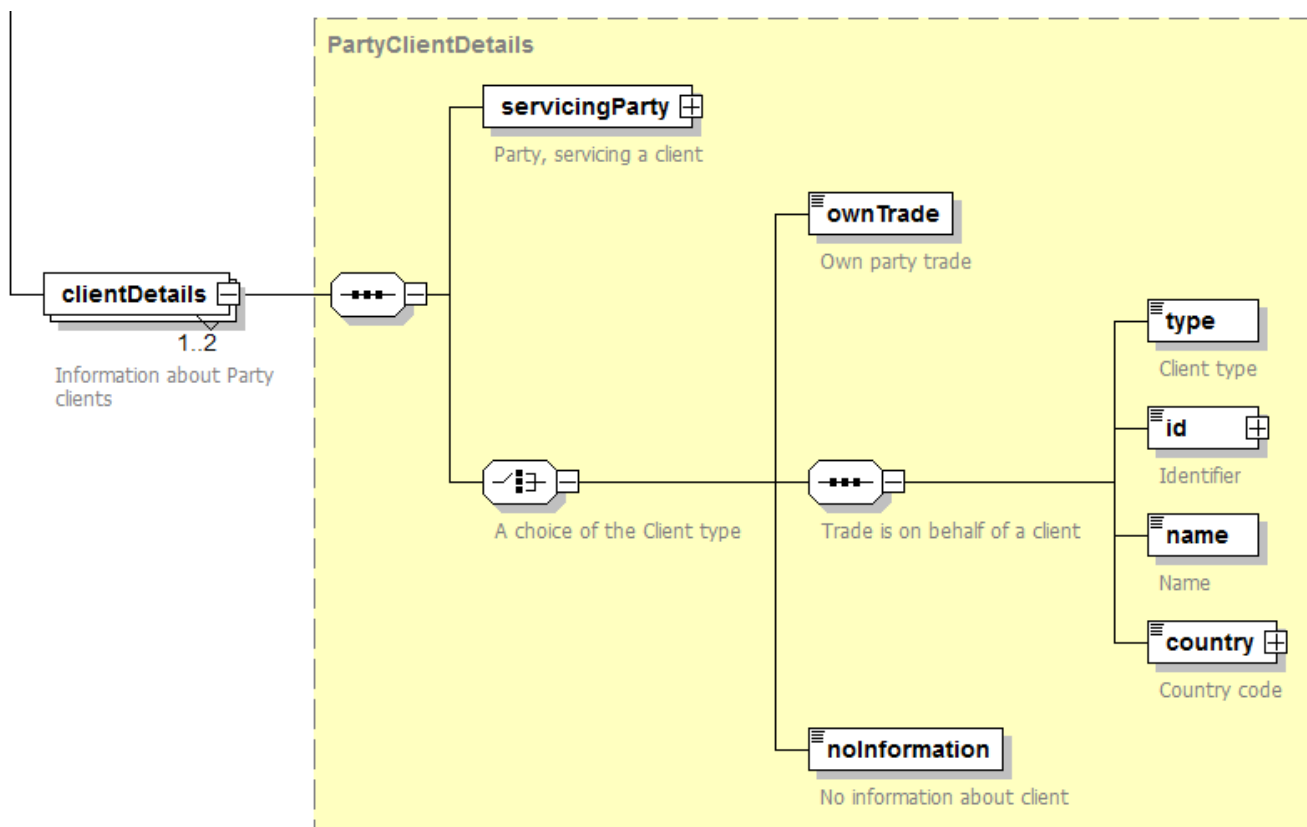 PartyClientDetails
servicingParty
Party, servicing a client
ownTrade
Own party trade
clientDetails
1..2
Information about Party
clients
type
Client type
id
Identifier
A choice of the Client type
Trade is on behalf of a client
name
Name
country
Country code
noInformation
No information about client